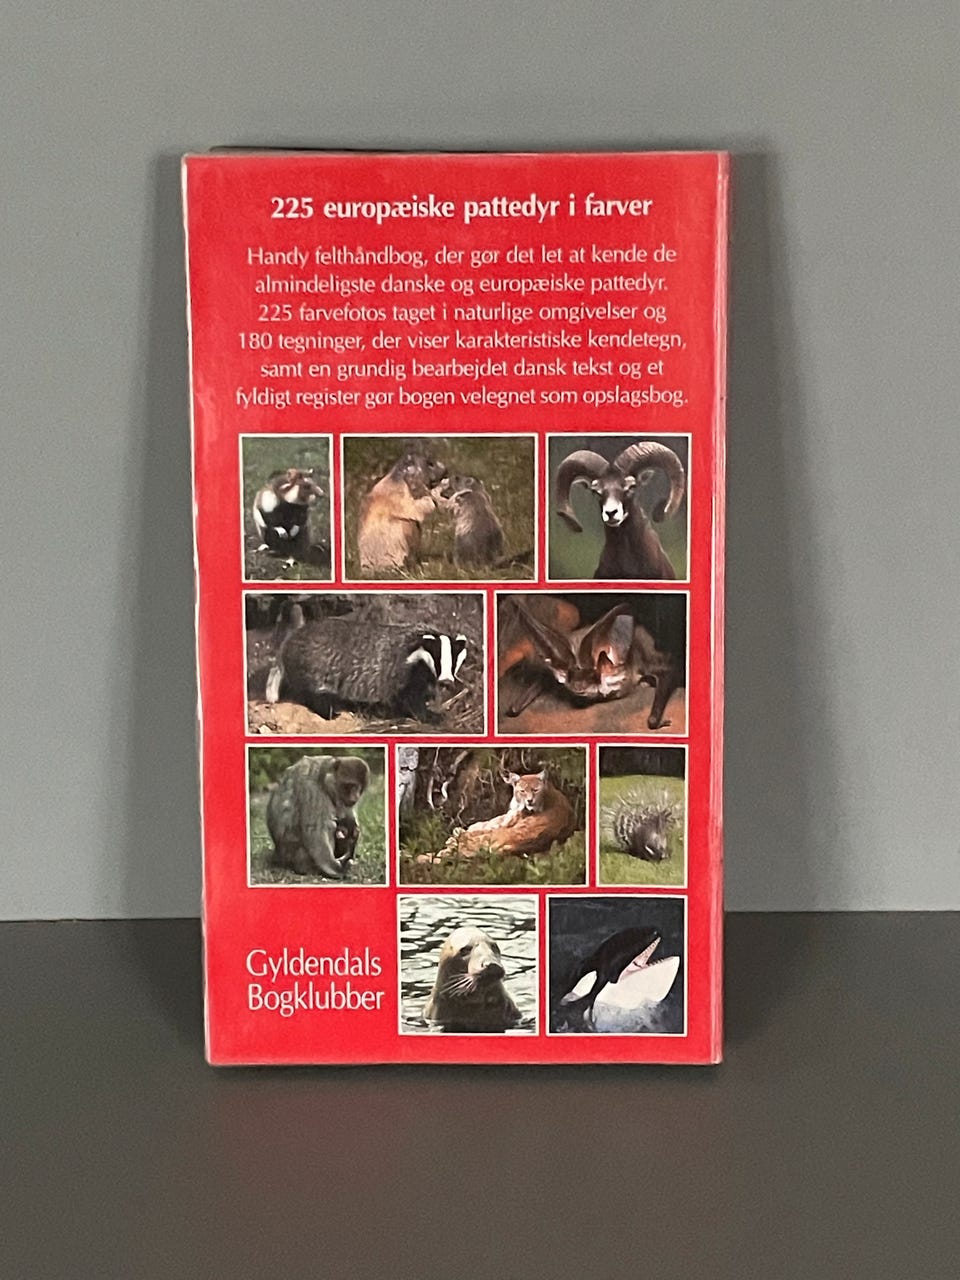 225 europæiske pattedyr i farver
Handy felthåndbog, der gør det let at kende de
almindeligste danske og europæiske pattedyr.
225 farvefotos taget i naturlige omgivelser og
180 tegninger, der viser karakteristiske kendetegn,
samt en grundig bearbejdet dansk tekst og et
fyldigt register gør bogen velegnet som opslagsbog.
Gyldendals
Bogklubber